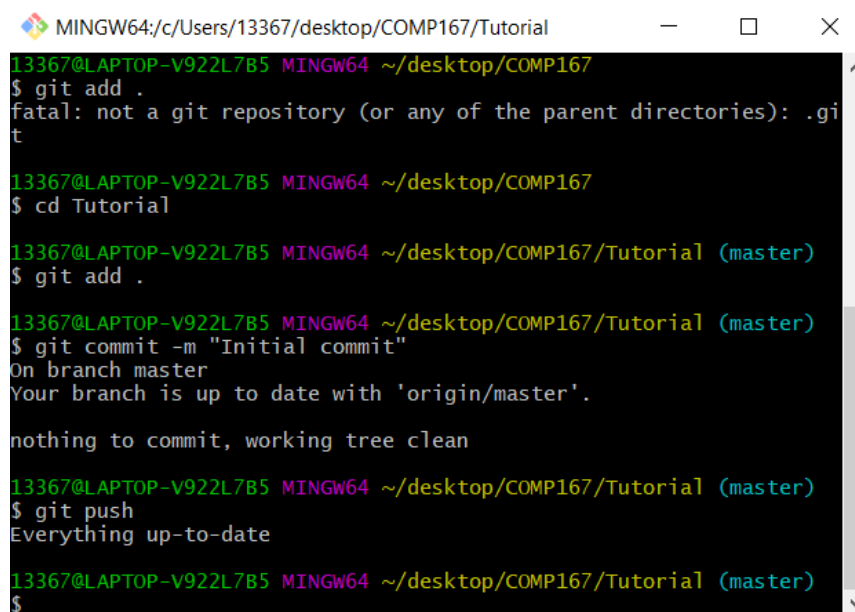 MINGW64:/c/Users/13367/desktop/COMP167/Tutorial
13367@LAPTOP-V922L7B5 MINGW64 ~/desktop/COMP167
$ git add .
fatal: not a git repository (or any of the parent directories): .gi
t
13367@LAPTOP-V922L7B5 MINGW64 ~/desktop/COMP167
$ cd Tutorial
13367@LAPTOP-V922L7B5 MINGW64 ~/desktop/COMP167/Tutorial (master)
$ git add .
13367@LAPTOP-V922L7B5 MINGW64 ~/desktop/COMP167/Tutorial (master)
$ git commit -m "Initial commit"
On branch master
Your branch is up to date with 'origin/master'.
nothing to commit, working tree clean
13367@LAPTOP-V922L7B5 MINGW64 ~/desktop/COMP167/Tutorial (master)
$ git push
Everything up-to-date
13367@LAPTOP-V922L7B5 MINGW64 ~/desktop/COMP167/Tutorial (master)
$